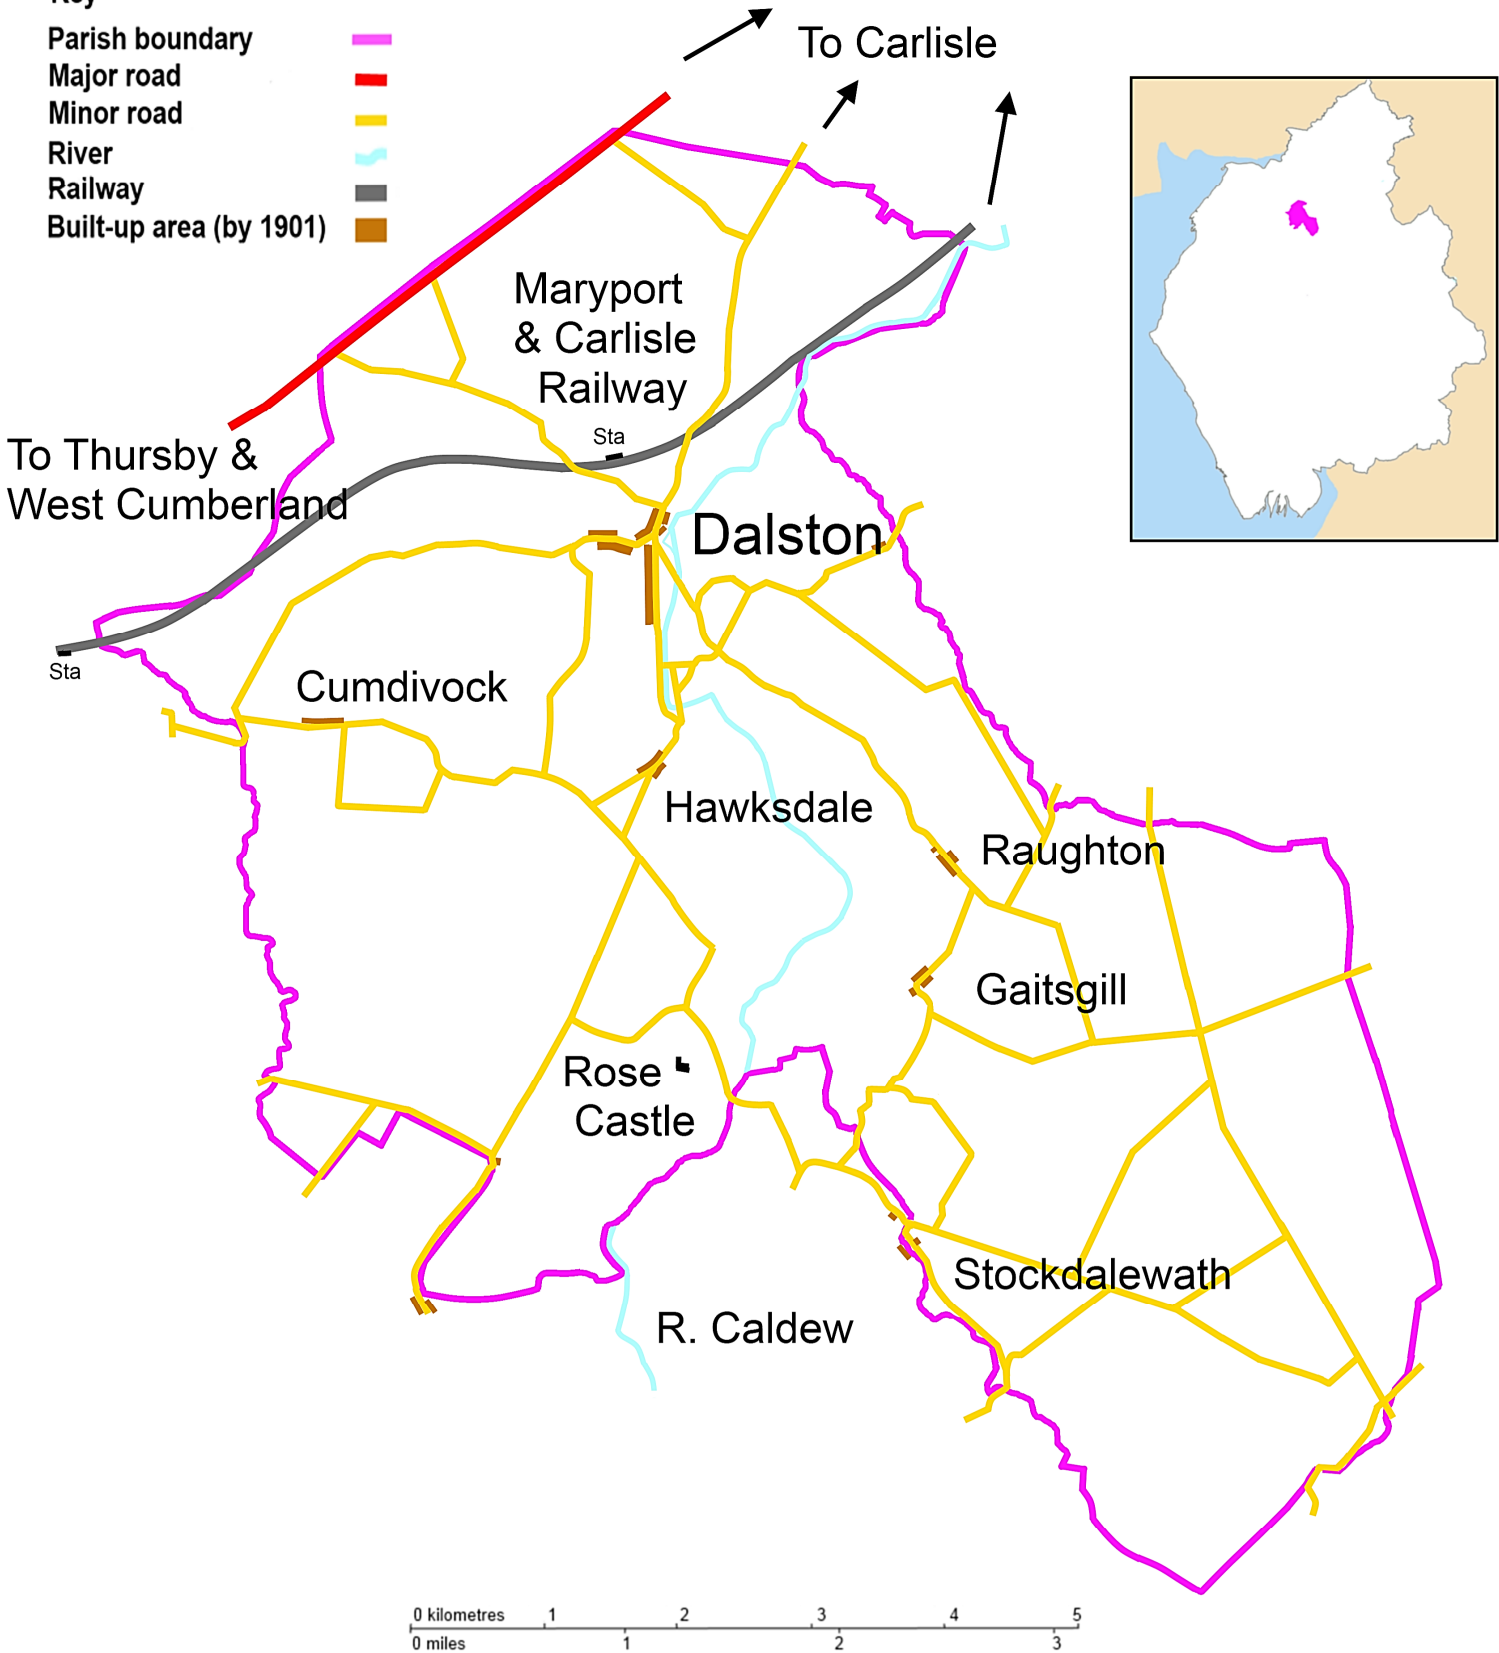 Key
Parish boundary
Major road
Minor road
River
Railway
Built-up area (by 1901)
To Carlisle
Maryport
& Carlisle
Railway
Sta
To Thursby &
West Cumberland
Dalston
Sta
Cumdivock
Hawksdale
Raughton
Gaitsgill
Rose
Castle
Stockdalewath
R. Caldew
0 kilometres 1 2 3 4 5
0 miles 1 2 3